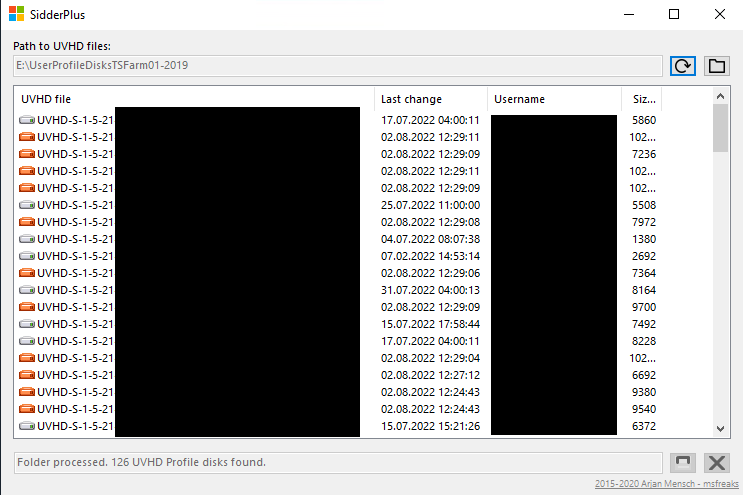 SidderPlus
Path to UVHD files:
E:\UserProfileDisksTSFarm01-2019
UVHD file Last change Username Siz...
UVHD-S-1-5-21 17.07.2022 04:00:11 5860
UVHD-S-1-5-21 02.08.2022 12:29:11 102...
UVHD-S-1-5-21 02.08.2022 12:29:09 7236
UVHD-S-1-5-21 02.08.2022 12:29:11 102...
UVHD-S-1-5-21 02.08.2022 12:29:09 102...
UVHD-S-1-5-21 25.07.2022 11:00:00 5508
UVHD-S-1-5-21 02.08.2022 12:29:08 7972
UVHD-S-1-5-21 04.07.2022 08:07:38 1380
UVHD-S-1-5-21 07.02.2022 14:53:14 2692
UVHD-S-1-5-21 02.08.2022 12:29:06 7364
UVHD-S-1-5-21 31.07.2022 04:00:13 8164
UVHD-S-1-5-21 02.08.2022 12:29:09 9700
UVHD-S-1-5-21 15.07.2022 17:58:44 7492
UVHD-S-1-5-21 17.07.2022 04:00:11 8228
UVHD-S-1-5-21 02.08.2022 12:29:04 102...
UVHD-S-1-5-21 02.08.2022 12:27:12 6692
UVHD-S-1-5-21 02.08.2022 12:24:43 9380
UVHD-S-1-5-21 02.08.2022 12:24:43 9540
UVHD-S-1-5-21 15.07.2022 15:21:26 6372
Folder processed. 126 UVHD Profile disks found.
2015-2020 Arjan Mensch - msfreaks